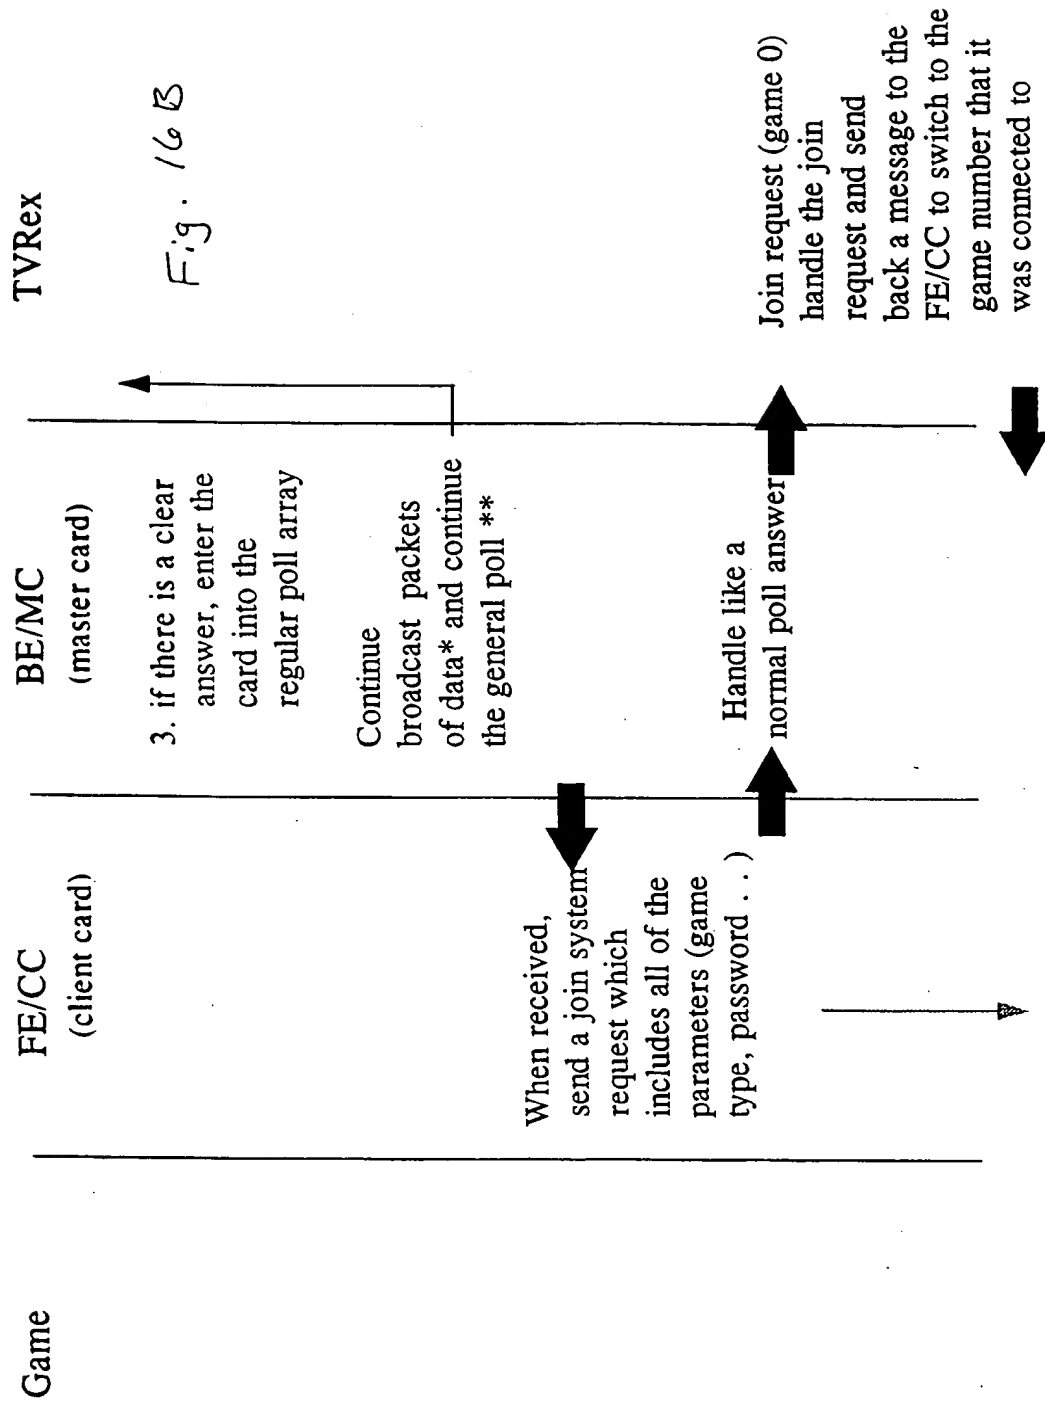 Game
FE/CC
(client card)
BE/MC
(master card)
TVRex
Fig. 16 B
3. if there is a clear
answer, enter the
card into the
regular poll array
Continue
broadcast packets
of data* and continue
the general poll **
When received,
send a join system
request which
includes all of the
parameters (game
type, password . . )
Handle like a
normal poll answer
Join request (game 0)
handle the join
request and send
back a message to the
FE/CC to switch to the
game number that it
was connected to